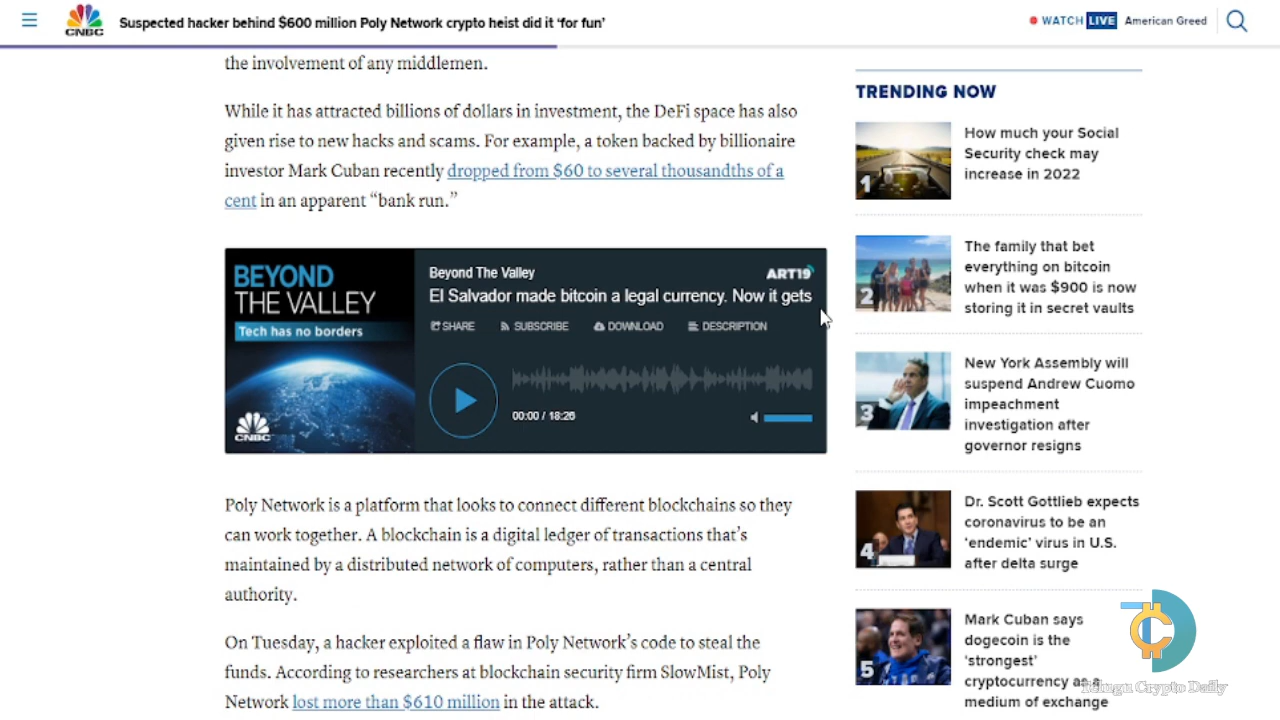 CNBC
Suspected hacker behind $600 million Poly Network crypto heist did it ‘for fun’
WATCH LIVE American Greed
the involvement of any middlemen.
While it has attracted billions of dollars in investment, the DeFi space has also
given rise to new hacks and scams. For example, a token backed by billionaire
investor Mark Cuban recently dropped from $60 to several thousandths of a
cent in an apparent “bank run.”
BEYOND
THE VALLEY
Tech has no borders
CNBC
Beyond The Valley
ART19
El Salvador made bitcoin a legal currency. Now it gets
SHARE SUBSCRIBE DOWNLOAD DESCRIPTION
00:00 / 18:26
Poly Network is a platform that looks to connect different blockchains so they
can work together. A blockchain is a digital ledger of transactions that’s
maintained by a distributed network of computers, rather than a central
authority.
On Tuesday, a hacker exploited a flaw in Poly Network’s code to steal the
funds. According to researchers at blockchain security firm SlowMist, Poly
Network lost more than $610 million in the attack.
TRENDING NOW
1
How much your Social
Security check may
increase in 2022
2
The family that bet
everything on bitcoin
when it was $900 is now
storing it in secret vaults
3
New York Assembly will
suspend Andrew Cuomo
impeachment
investigation after
governor resigns
4
Dr. Scott Gottlieb expects
coronavirus to be an
‘endemic’ virus in U.S.
after delta surge
5
Mark Cuban says
dogecoin is the
‘strongest’
cryptocurrency as a
medium of exchange
Telugu Crypto Daily